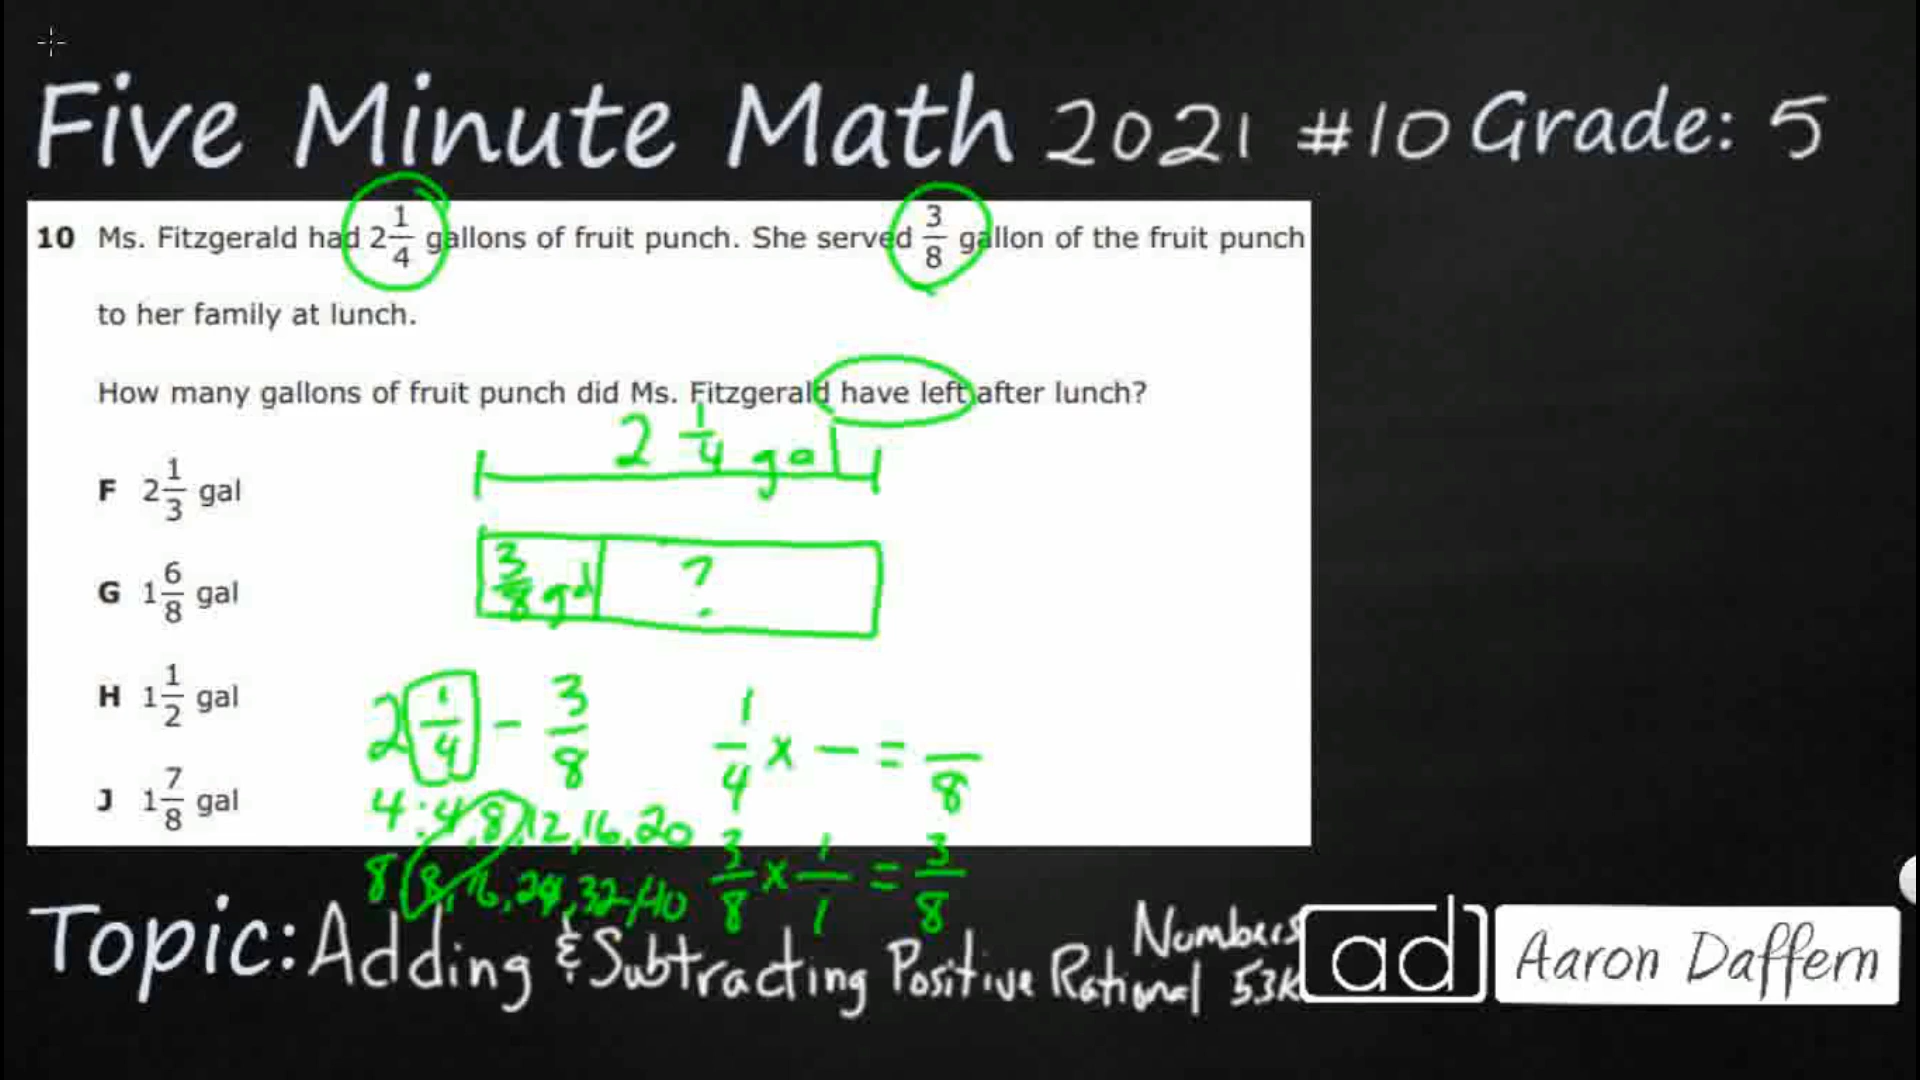 Five Minute Math 2021 #10 Grade: 5
10 Ms. Fitzgerald had 2 1/4 gallons of fruit punch. She served 3/8 gallon of the fruit punch
to her family at lunch.
How many gallons of fruit punch did Ms. Fitzgerald have left after lunch?
2 1/4 gal
F 2 1/3 gal
3/8 gal ?
G 1 6/8 gal
H 1 1/2 gal
2 1/4 - 3/8
1/4 x — = —/8
J 1 7/8 gal
4: 4, 8, 12, 16, 20
8 8, 16, 24, 32, 40
3/8 x 1/1 = 3/8
Topic: Adding & Subtracting Positive Rational Numbers 5.3K
ad Aaron Daffern